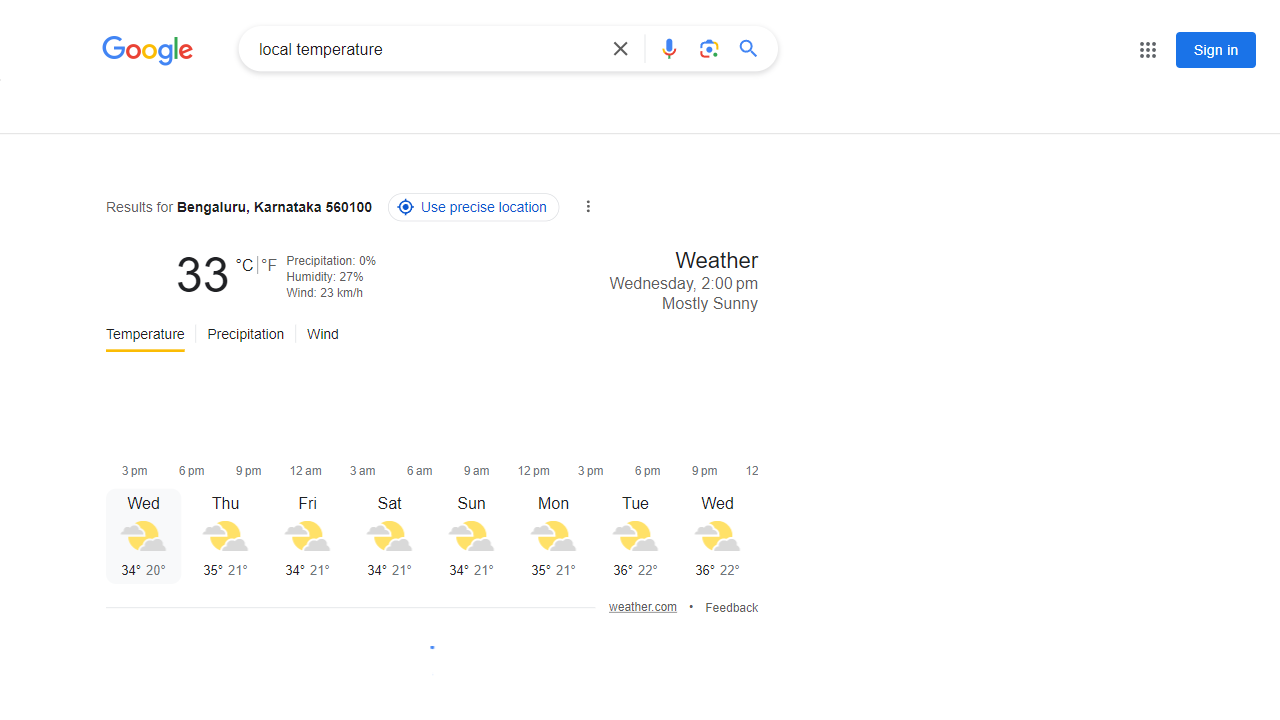 Google
local temperature
Sign in
Results for Bengaluru, Karnataka 560100
Use precise location
33 °C | °F
Precipitation: 0%
Humidity: 27%
Wind: 23 km/h
Weather
Wednesday, 2:00 pm
Mostly Sunny
Temperature
Precipitation
Wind
3 pm 6 pm 9 pm 12 am 3 am 6 am 9 am 12 pm 3 pm 6 pm 9 pm 12
Wed Thu Fri Sat Sun Mon Tue Wed
34° 20° 35° 21° 34° 21° 34° 21° 34° 21° 35° 21° 36° 22° 36° 22°
weather.com • Feedback